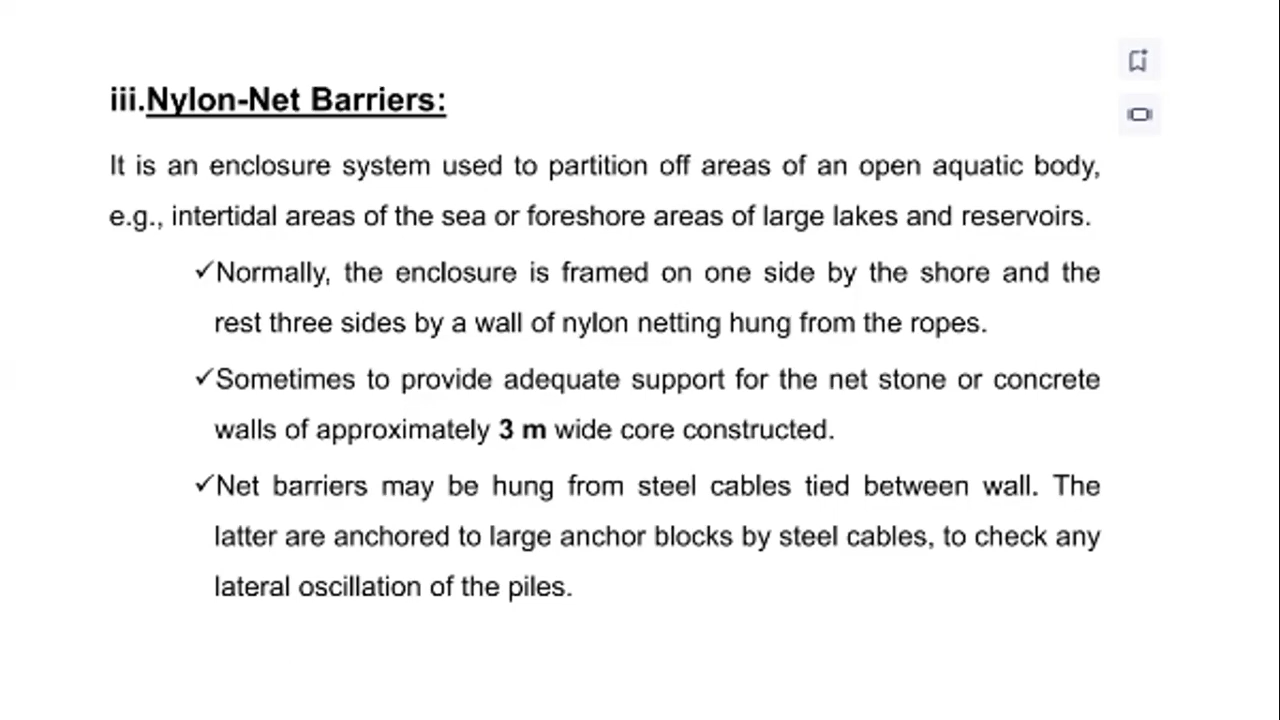 iii.Nylon-Net Barriers:
It is an enclosure system used to partition off areas of an open aquatic body,
e.g., intertidal areas of the sea or foreshore areas of large lakes and reservoirs.
✓Normally, the enclosure is framed on one side by the shore and the
rest three sides by a wall of nylon netting hung from the ropes.
✓Sometimes to provide adequate support for the net stone or concrete
walls of approximately 3 m wide core constructed.
✓Net barriers may be hung from steel cables tied between wall. The
latter are anchored to large anchor blocks by steel cables, to check any
lateral oscillation of the piles.